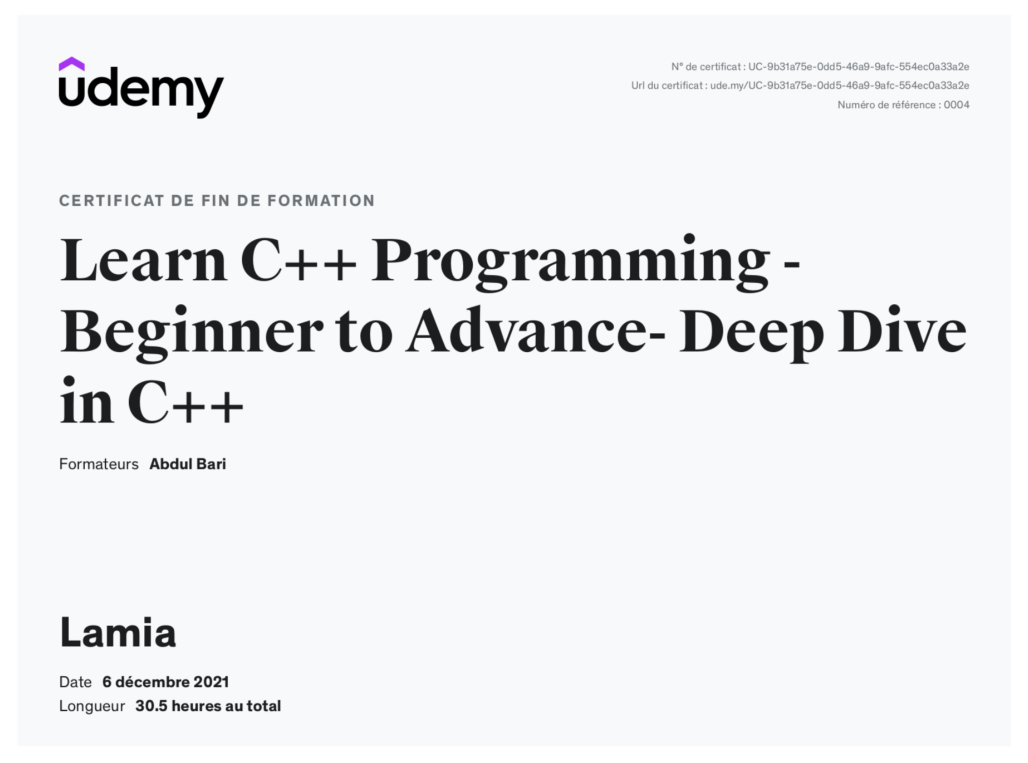 udemy
N° de certificat : UC-9b31a75e-0dd5-46a9-9afc-554ec0a33a2e
Url du certificat : ude.my/UC-9b31a75e-0dd5-46a9-9afc-554ec0a33a2e
Numéro de référence : 0004
CERTIFICAT DE FIN DE FORMATION
Learn C++ Programming -
Beginner to Advance- Deep Dive
in C++
Formateurs Abdul Bari
Lamia
Date 6 décembre 2021
Longueur 30.5 heures au total